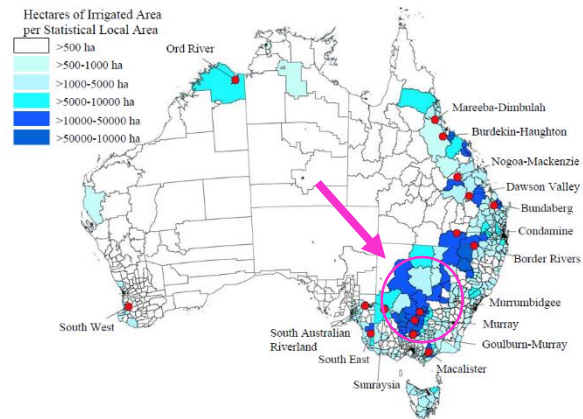 Hectares of Irrigated Area
per Statistical Local Area
>500 ha
>500-1000 ha
>1000-5000 ha
>5000-10000 ha
>10000-50000 ha
>50000-10000 ha
Ord River
Mareeba-Dimbulah
Burdekin-Haughton
Nogoa-Mackenzie
Dawson Valley
Bundaberg
Condamine
Border Rivers
Murrumbidgee
Murray
Goulburn-Murray
Macalister
South West
South Australian
Riverland
South East
Sunraysia